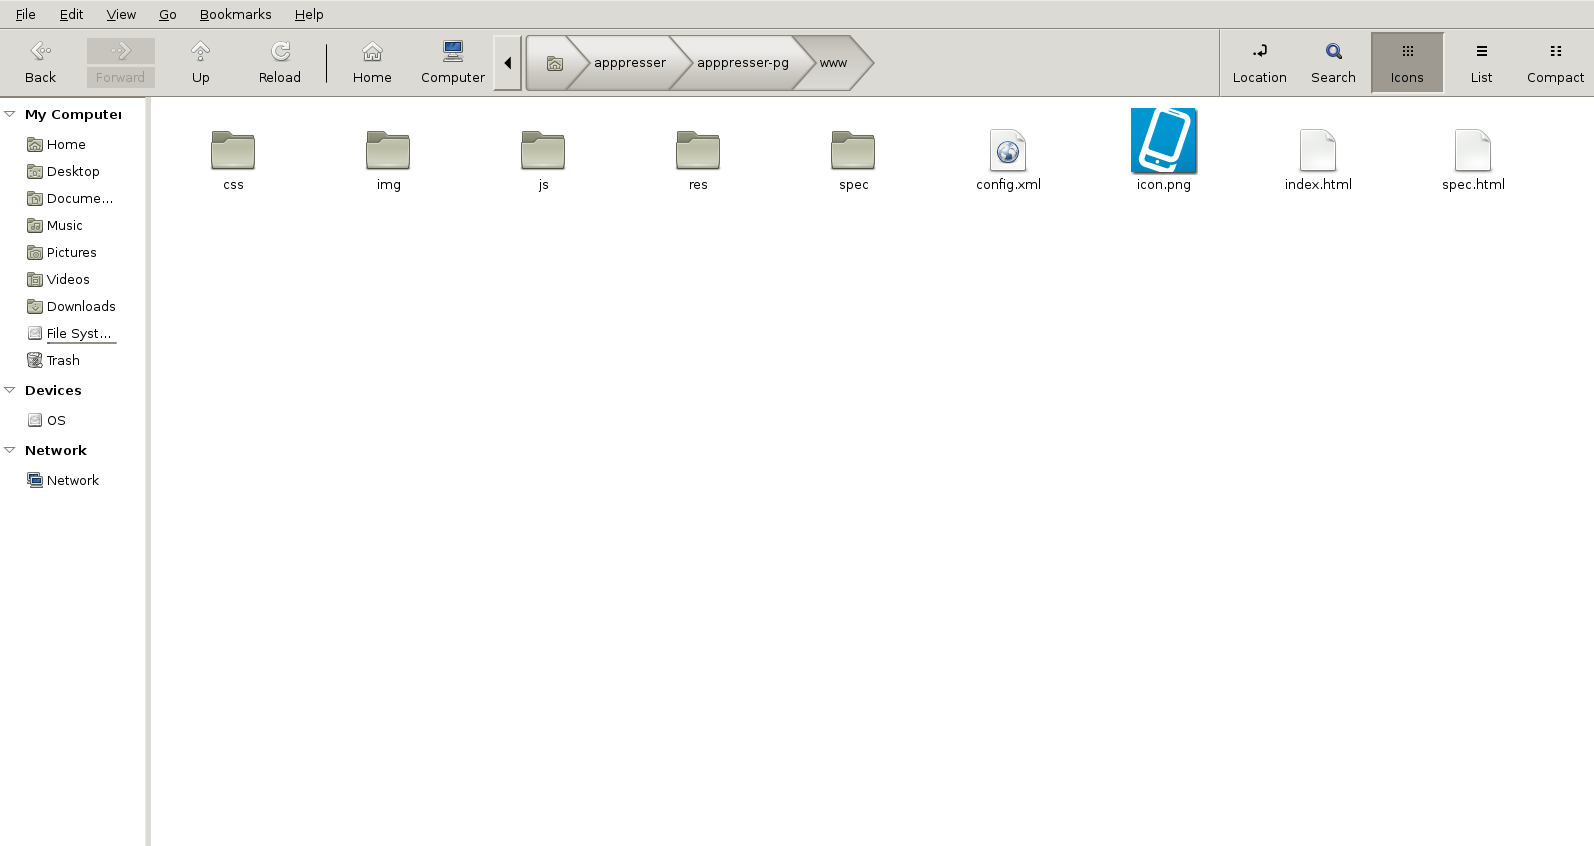 File Edit View Go Bookmarks Help
Back Forward Up Reload Home Computer apppresser apppresser-pg www Location Search Icons List Compact
My Computer
Home
Desktop
Docume...
Music
Pictures
Videos
Downloads
File Syst...
Trash
Devices
OS
Network
Network
css img js res spec config.xml icon.png index.html spec.html